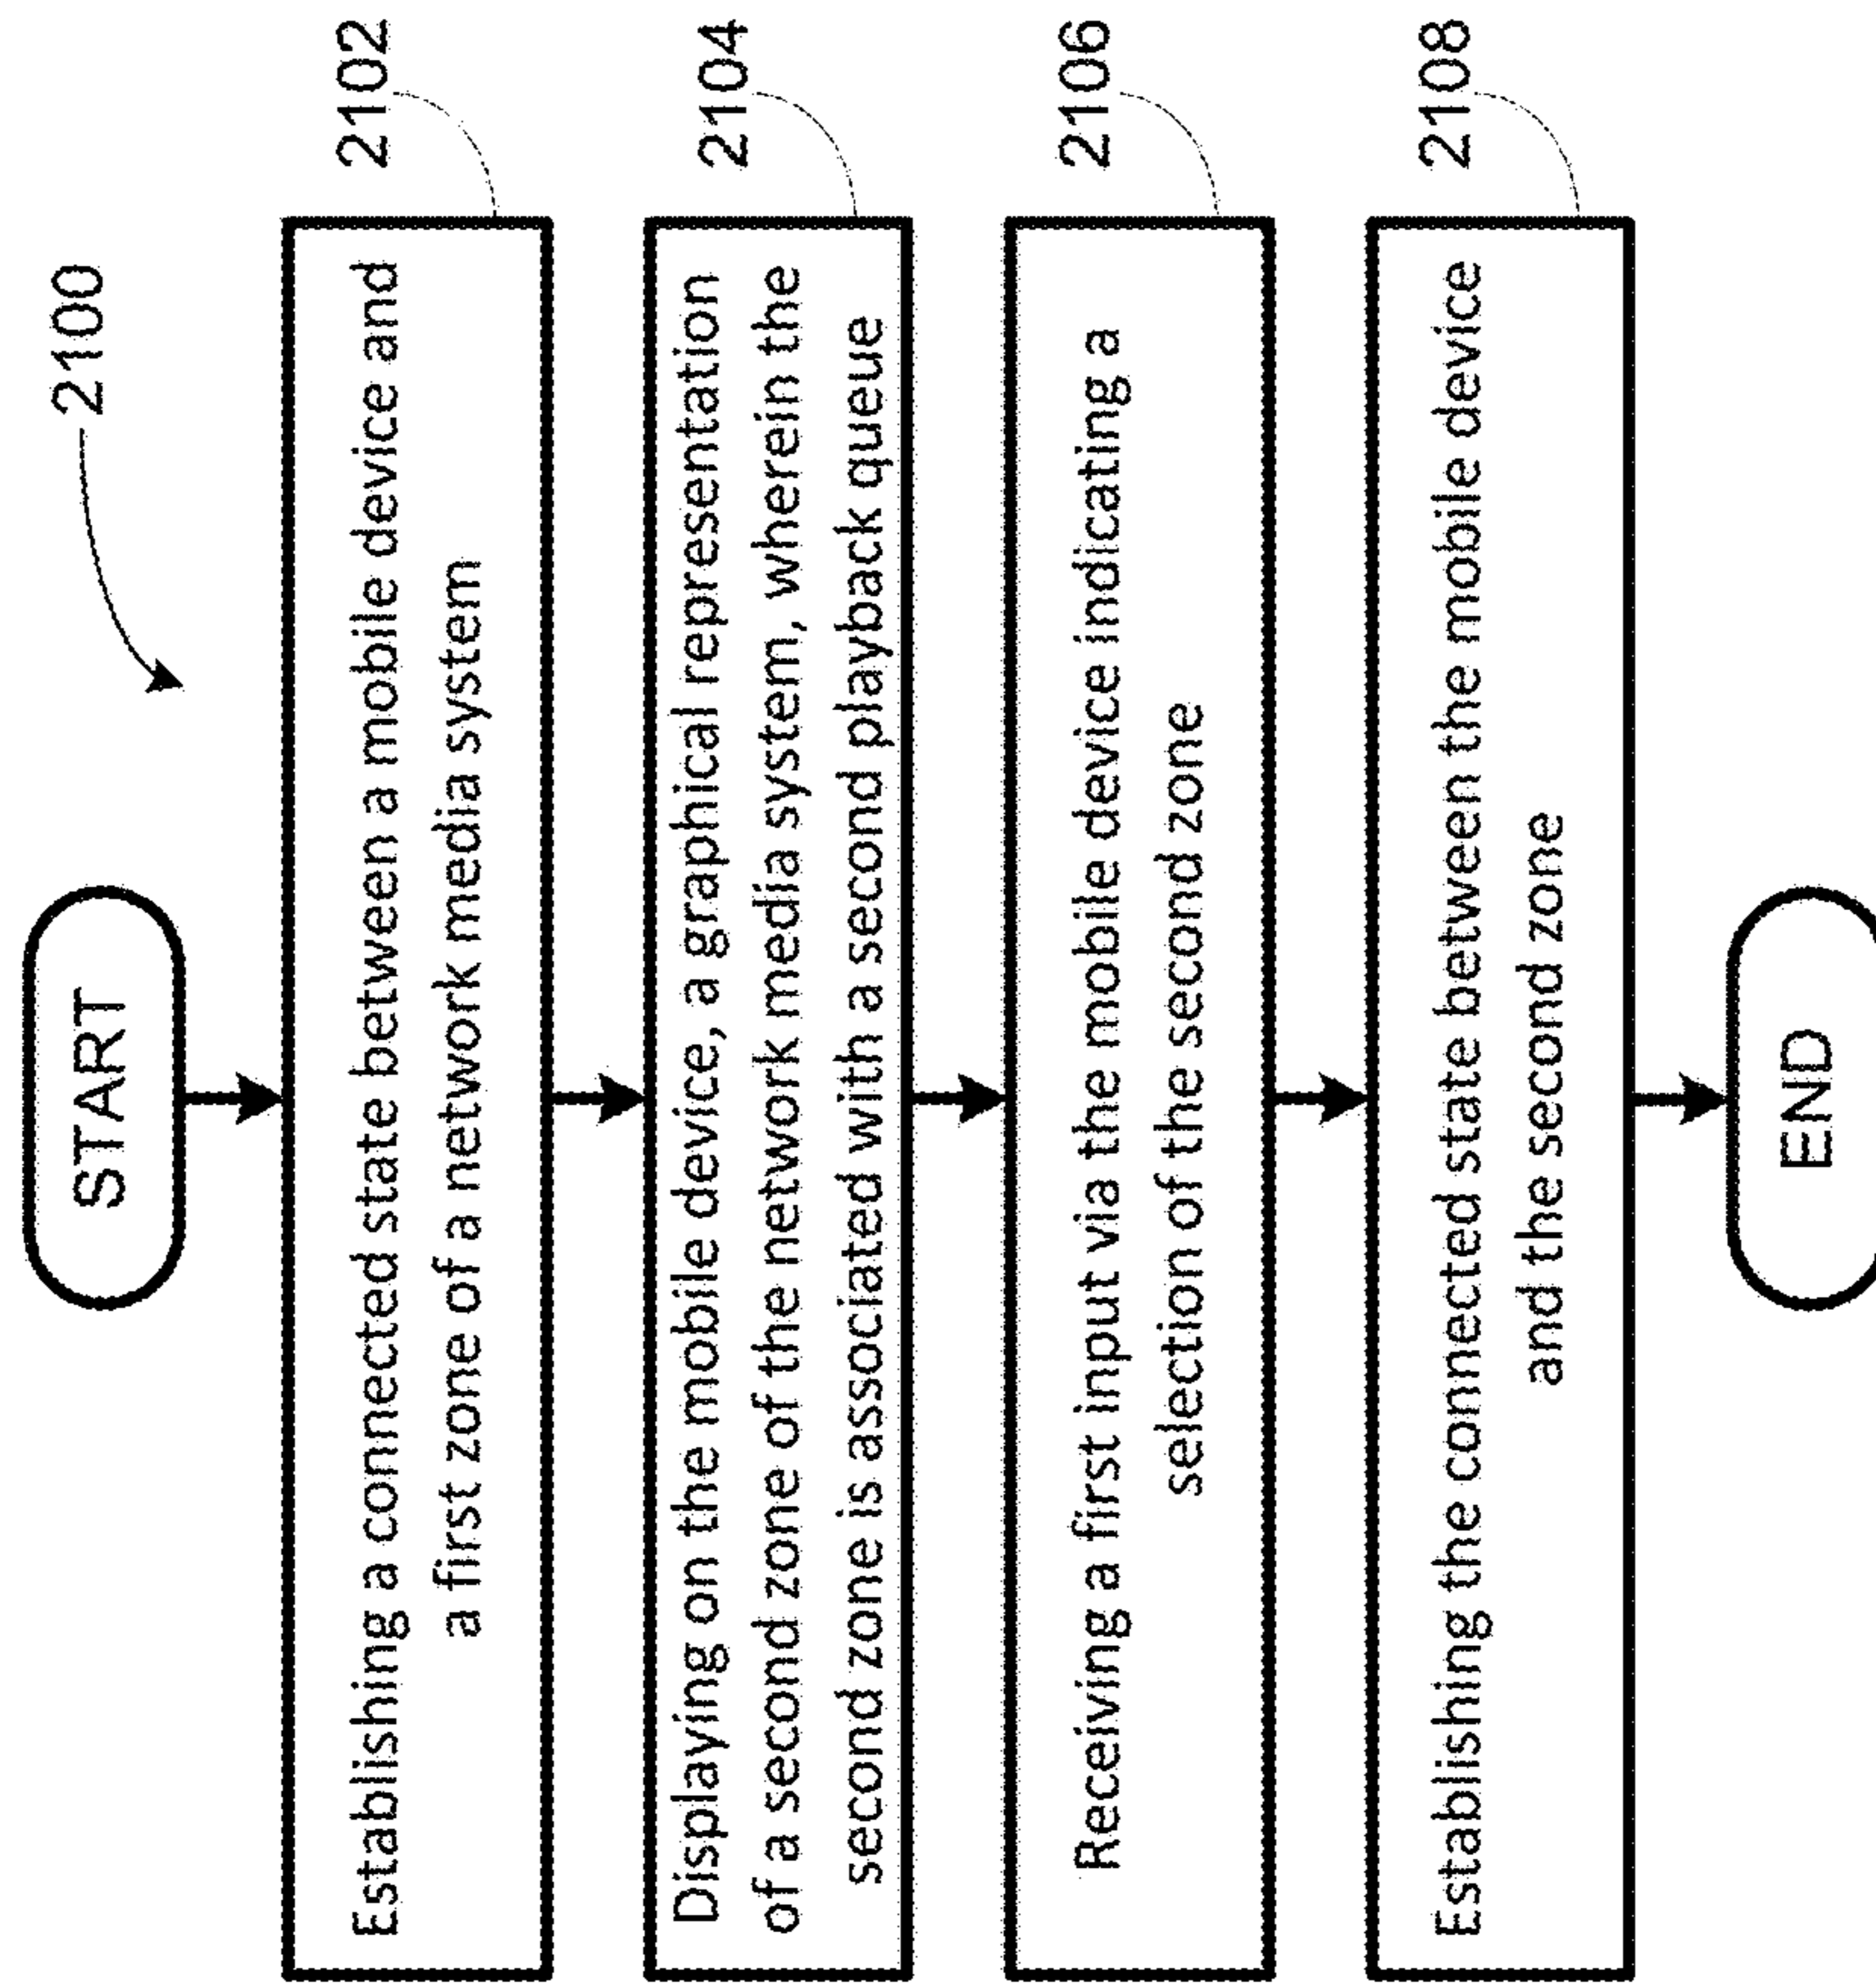 2100
START
Establishing a connected state between a mobile device and
a first zone of a network media system
2102
Displaying on the mobile device, a graphical representation
of a second zone of the network media system, wherein the
second zone is associated with a second playback queue
2104
Receiving a first input via the mobile device indicating a
selection of the second zone
2106
Establishing the connected state between the mobile device
and the second zone
2108
END